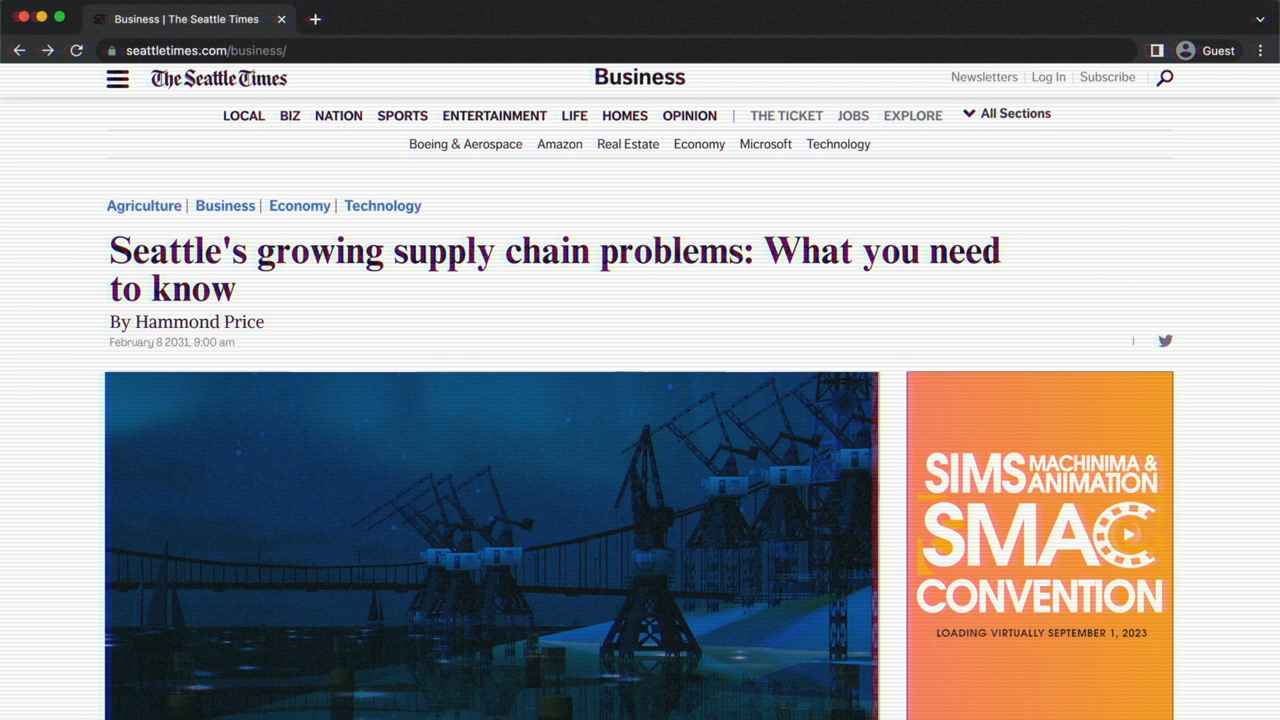 Business | The Seattle Times
seattletimes.com/business/
Guest
The Seattle Times
Business
Newsletters Log In Subscribe
LOCAL BIZ NATION SPORTS ENTERTAINMENT LIFE HOMES OPINION | THE TICKET JOBS EXPLORE All Sections
Boeing & Aerospace Amazon Real Estate Economy Microsoft Technology
Agriculture | Business | Economy | Technology
Seattle's growing supply chain problems: What you need
to know
By Hammond Price
February 8 2031, 9:00 am
SIMS MACHINIMA &
ANIMATION
SMAC
CONVENTION
LOADING VIRTUALLY SEPTEMBER 1, 2023